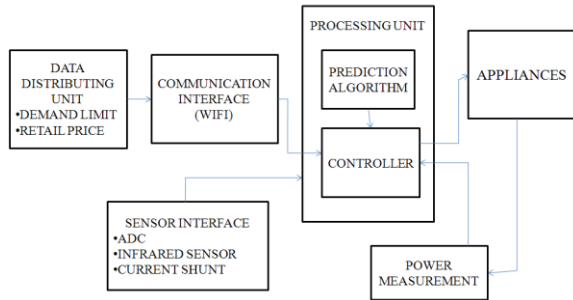 DATA
DISTRIBUTING
UNIT
•DEMAND LIMIT
•RETAIL PRICE
COMMUNICATION
INTERFACE
(WIFI)
PROCESSING UNIT
PREDICTION
ALGORITHM
CONTROLLER
APPLIANCES
SENSOR INTERFACE
•ADC
•INFRARED SENSOR
•CURRENT SHUNT
POWER
MEASUREMENT